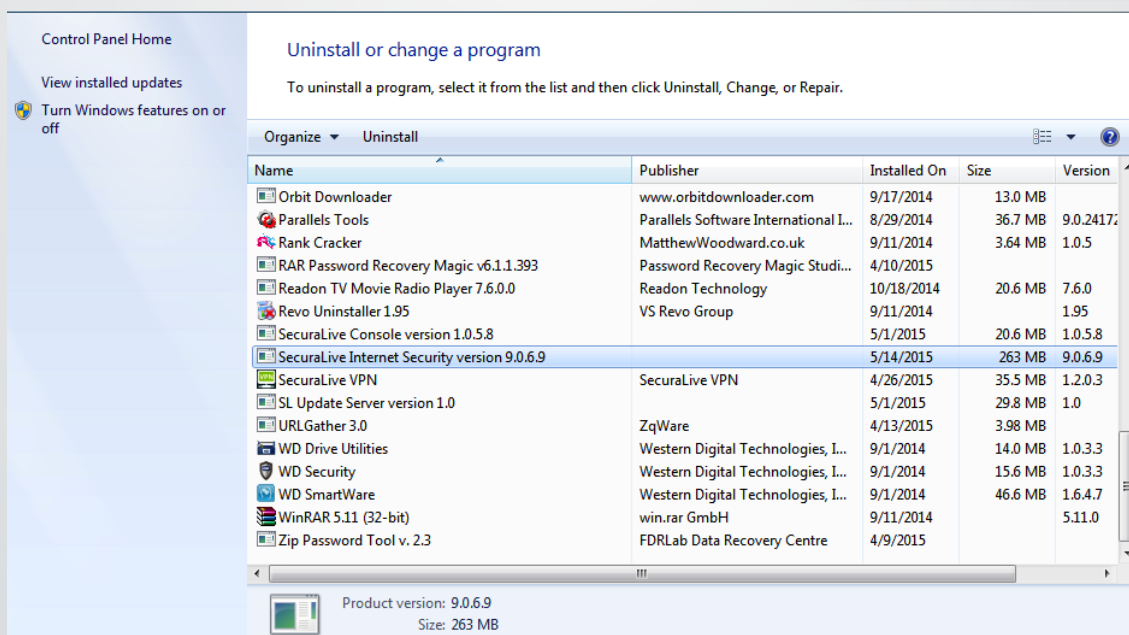 Control Panel Home
View installed updates
Turn Windows features on or
off
Uninstall or change a program
To uninstall a program, select it from the list and then click Uninstall, Change, or Repair.
Organize Uninstall
Name Publisher Installed On Size Version
Orbit Downloader www.orbitdownloader.com 9/17/2014 13.0 MB
Parallels Tools Parallels Software International I... 8/29/2014 36.7 MB 9.0.24172
Rank Cracker MatthewWoodward.co.uk 9/11/2014 3.64 MB 1.0.5
RAR Password Recovery Magic v6.1.1.393 Password Recovery Magic Studi... 4/10/2015
Readon TV Movie Radio Player 7.6.0.0 Readon Technology 10/18/2014 20.6 MB 7.6.0
Revo Uninstaller 1.95 VS Revo Group 9/11/2014 1.95
SecuraLive Console version 1.0.5.8 5/1/2015 20.6 MB 1.0.5.8
SecuraLive Internet Security version 9.0.6.9 5/14/2015 263 MB 9.0.6.9
VPN SecuraLive VPN SecuraLive VPN 4/26/2015 35.5 MB 1.2.0.3
SL Update Server version 1.0 5/1/2015 29.8 MB 1.0
URLGather 3.0 ZqWare 4/13/2015 3.98 MB
WD Drive Utilities Western Digital Technologies, I... 9/1/2014 14.0 MB 1.0.3.3
WD Security Western Digital Technologies, I... 9/1/2014 15.6 MB 1.0.3.3
WD SmartWare Western Digital Technologies, I... 9/1/2014 46.6 MB 1.6.4.7
WinRAR 5.11 (32-bit) win.rar GmbH 9/11/2014 5.11.0
Zip Password Tool v. 2.3 FDRLab Data Recovery Centre 4/9/2015
Product version: 9.0.6.9
Size: 263 MB